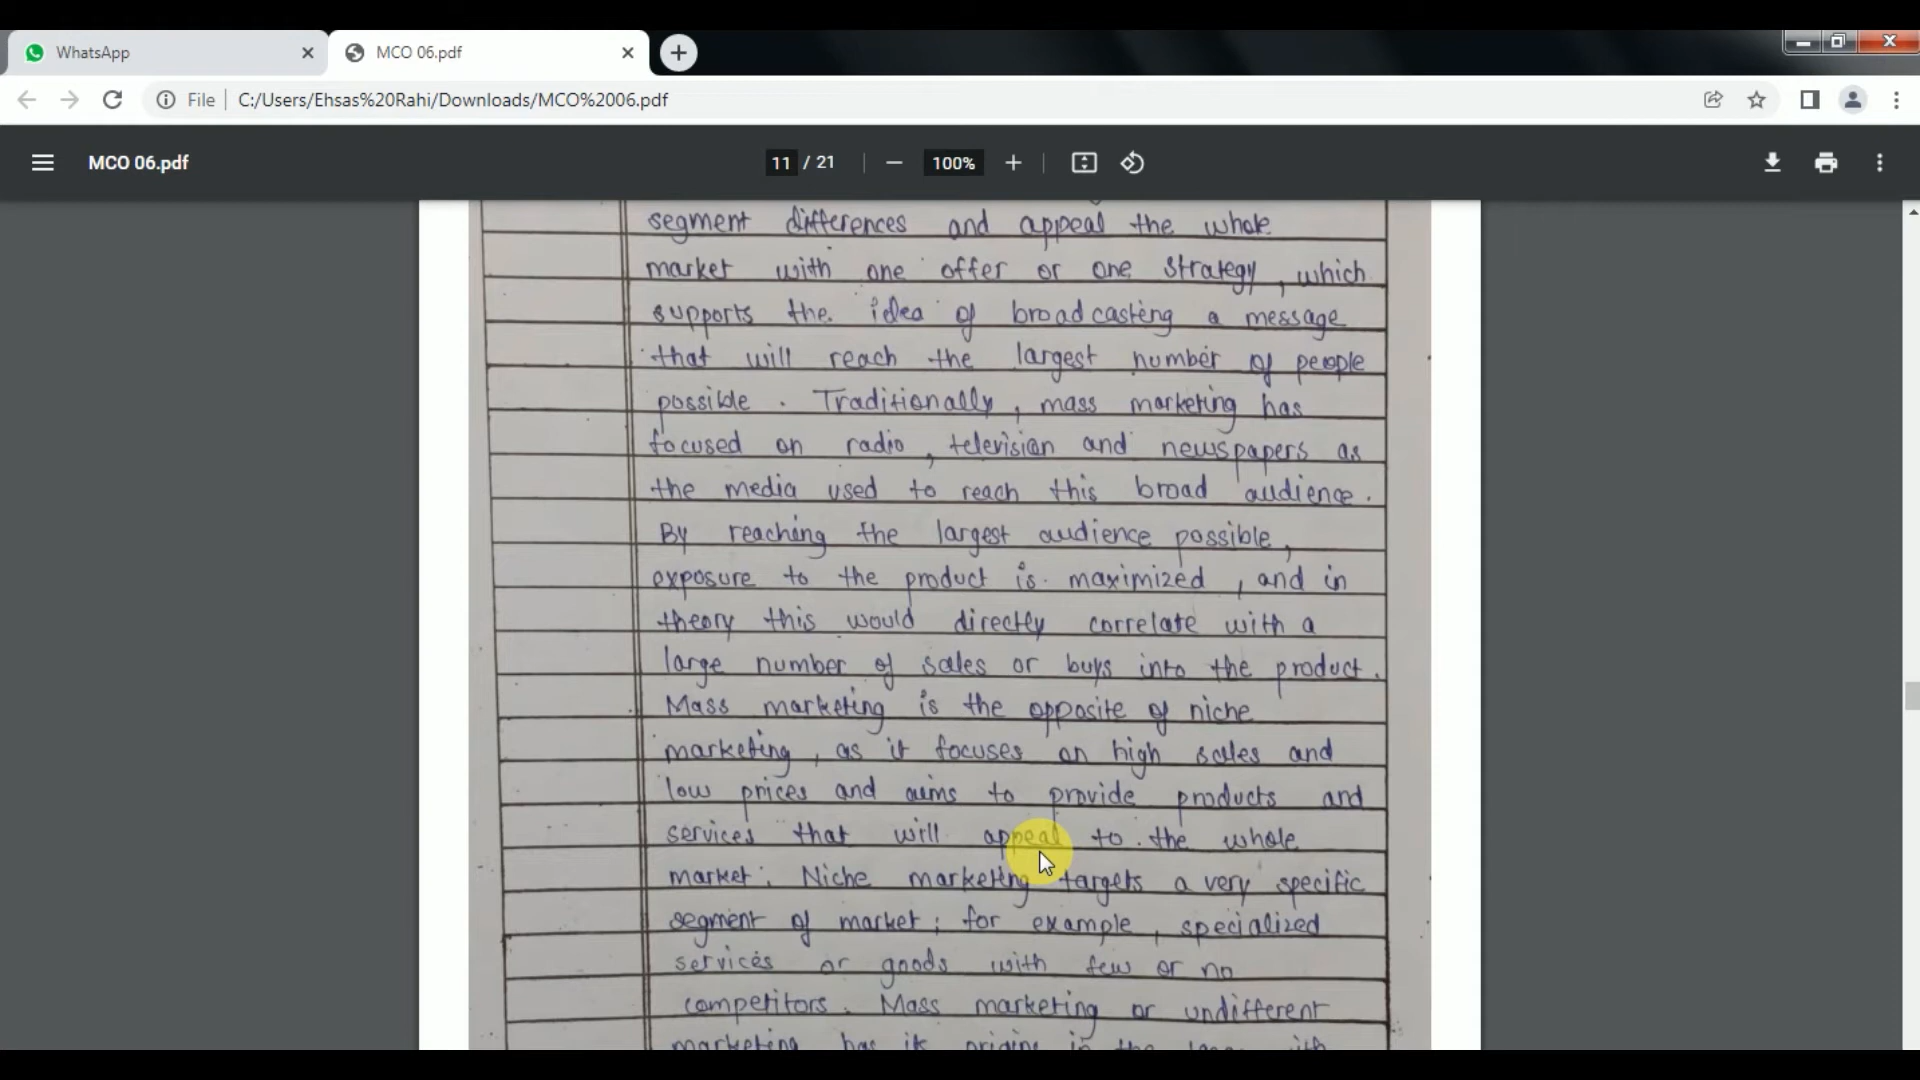 WhatsApp
MCO 06.pdf
File
C:/Users/Ehsas%20Rahi/Downloads/MCO%2006.pdf
MCO 06.pdf
11 / 21
100%
segment differences and appeal the whole
market with one offer or one strategy, which
supports the idea of broadcasting a message
that will reach the largest number of people
possible. Traditionally, mass marketing has
focused on radio, television and newspapers as
the media used to reach this broad audience.
By reaching the largest audience possible,
exposure to the product is maximized, and in
theory this would directly correlate with a
large number of sales or buys into the product.
Mass marketing is the opposite of niche
marketing, as it focuses on high sales and
low prices and aims to provide products and
services that will appeal to the whole
market. Niche marketing targets a very specific
segment of market; for example, specialized
services or goods with few or no
competitors. Mass marketing or undifferent
marketing has its origins in the